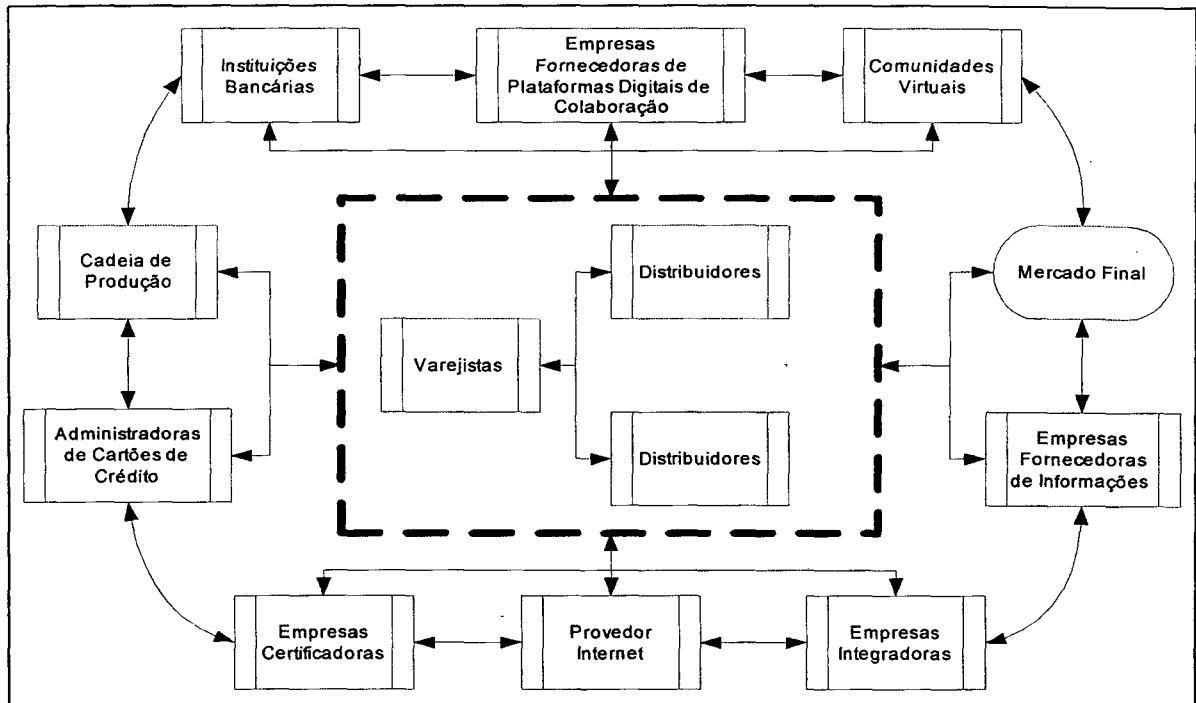 Instituições
Bancárias
Empresas
Fornecedoras de
Plataformas Digitais de
Colaboração
Comunidades
Virtuais
Cadeia de
Produção
Distribuidores
Mercado Final
Varejistas
Administradoras
de Cartões de
Crédito
Distribuidores
Empresas
Fornecedoras
de Informações
Empresas
Certificadoras
Provedor
Internet
Empresas
Integradoras